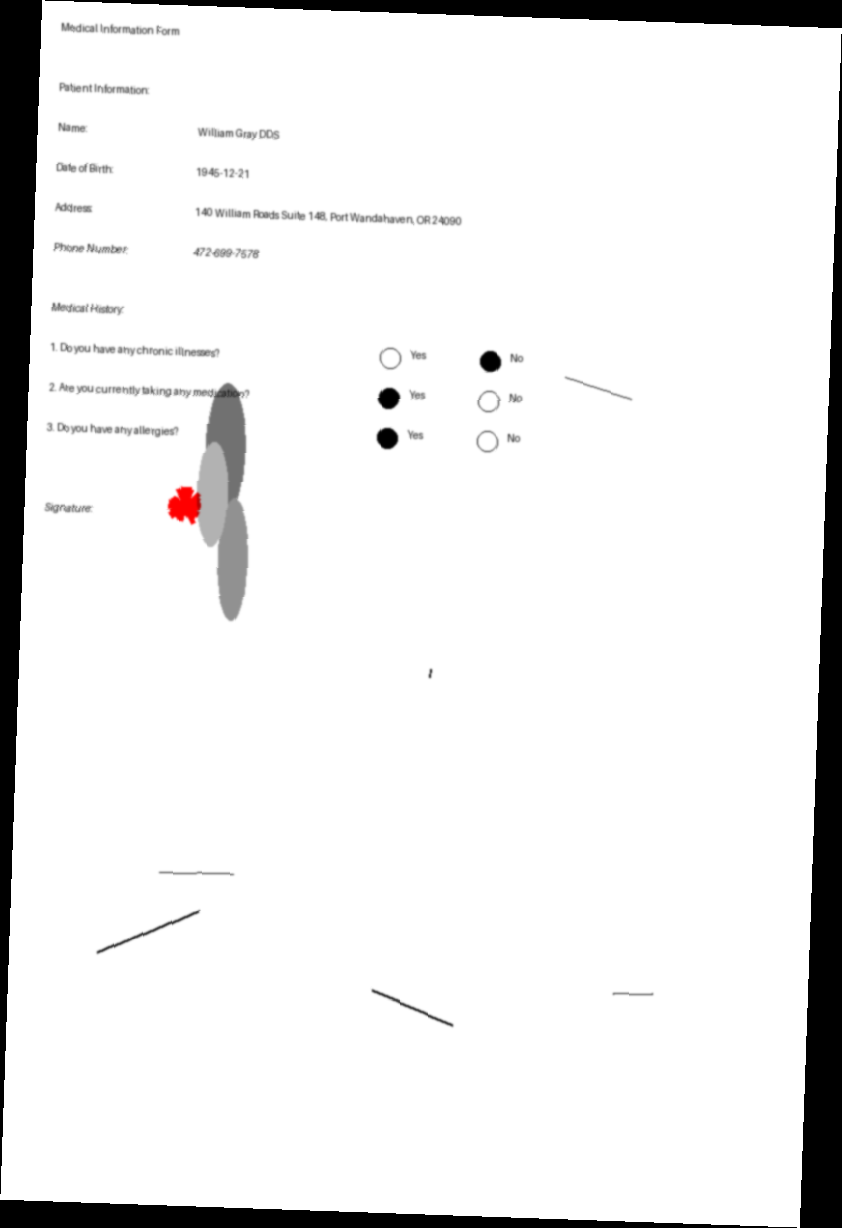 Medical Information Form
Patient Information:
Name: William Gray DDS
Date of Birth: 1945-12-21
Address: 140 William Roads Suite 148, Port Wandahaven, OR 24090
Phone Number: 472-699-7578
Medical History:
1. Do you have any chronic illnesses? Yes No
2. Are you currently taking any medication? Yes No
3. Do you have any allergies? Yes No
Signature: